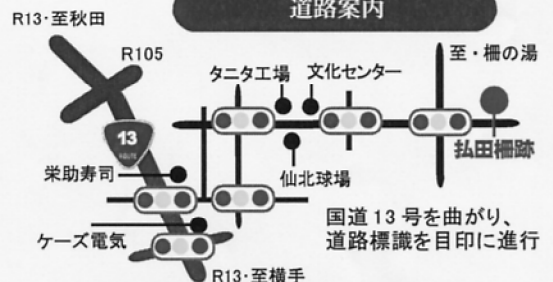 道路案内
R13・至秋田
R105
タニタ工場
文化センター
至・柵の湯
13
ROUTE
払田柵跡
栄助寿司
仙北球場
ケーズ電気
国道13号を曲がり、
道路標識を目印に進行
R13・至横手